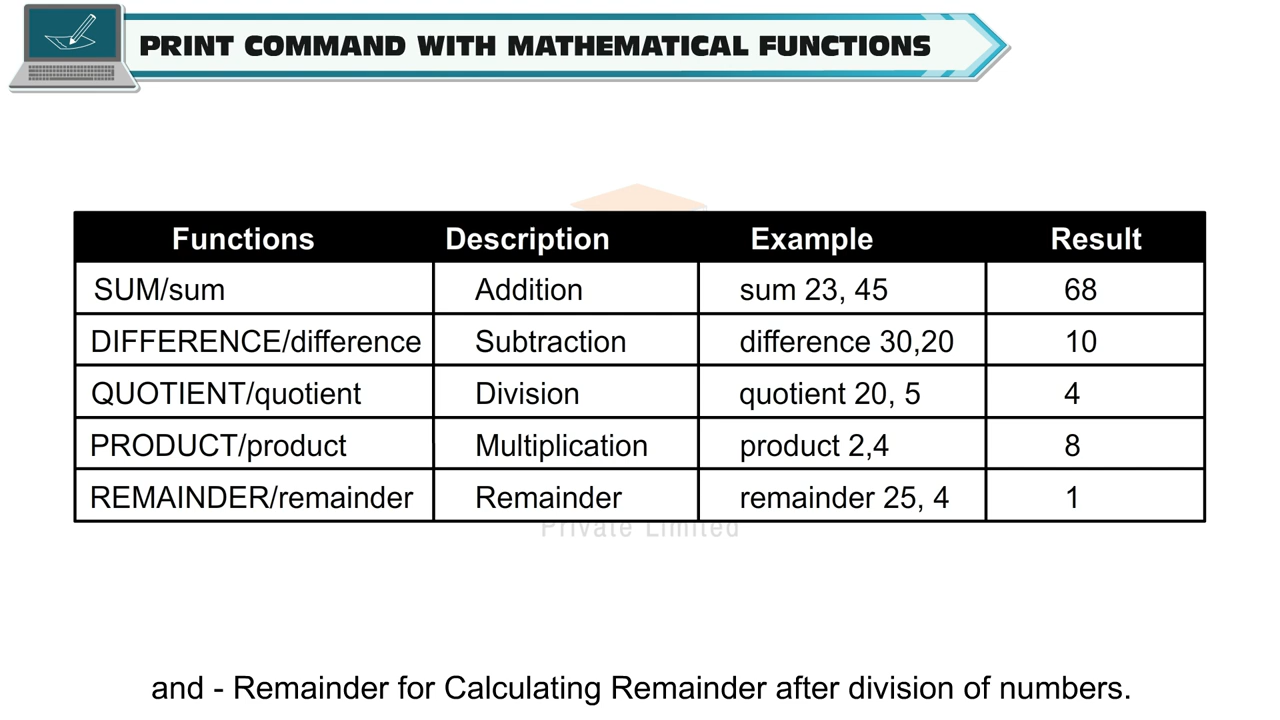 PRINT COMMAND WITH MATHEMATICAL FUNCTIONS
Functions Description Example Result
SUM/sum Addition sum 23, 45 68
DIFFERENCE/difference Subtraction difference 30,20 10
QUOTIENT/quotient Division quotient 20, 5 4
PRODUCT/product Multiplication product 2,4 8
REMAINDER/remainder Remainder remainder 25, 4 1
Private Limited
and - Remainder for Calculating Remainder after division of numbers.